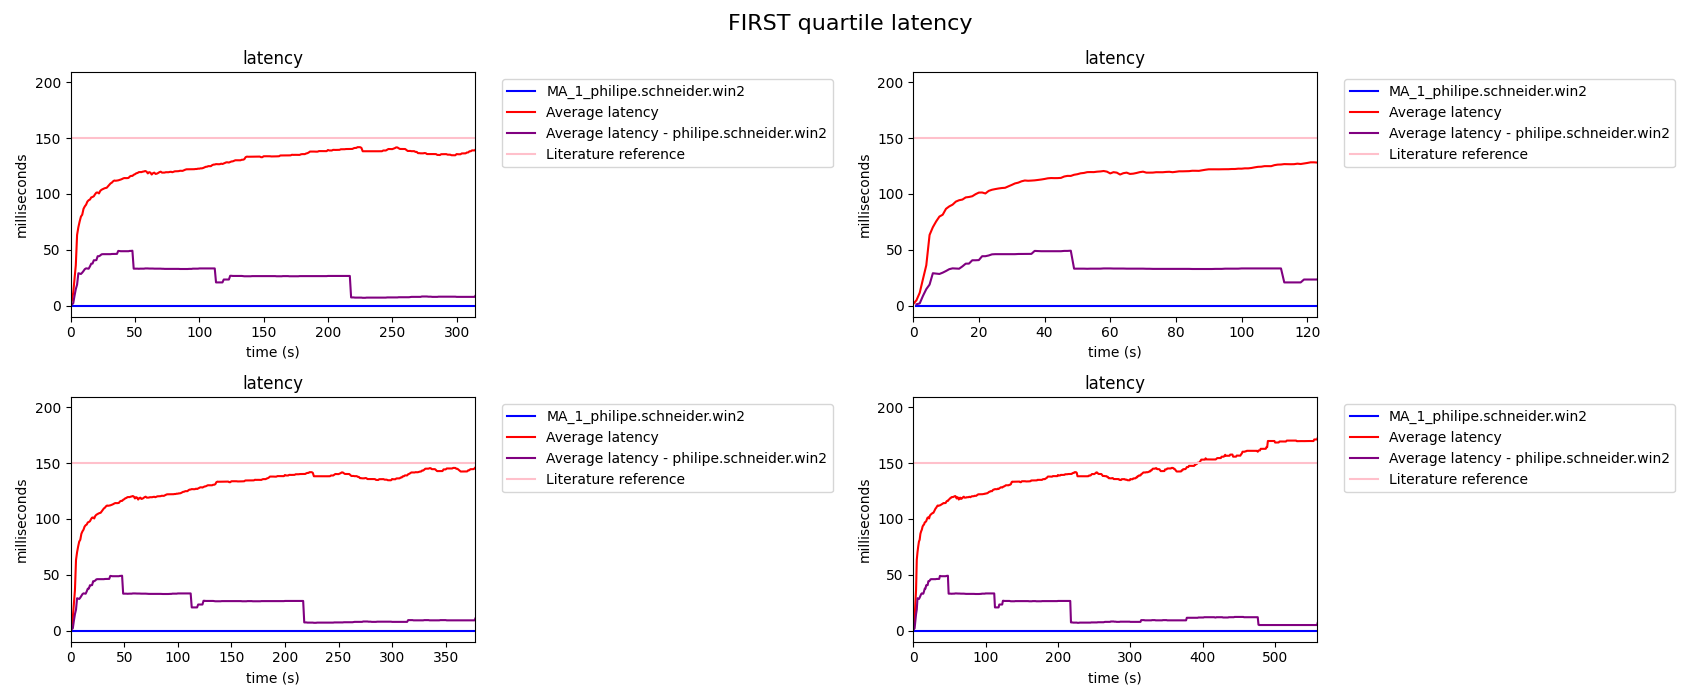 FIRST quartile latency
latency
200
150
100
50
0
milliseconds
0 50 100 150 200 250 300
time (s)
MA_1_philipe.schneider.win2
Average latency
Average latency - philipe.schneider.win2
Literature reference
latency
200
150
100
50
0
milliseconds
0 20 40 60 80 100 120
time (s)
MA_1_philipe.schneider.win2
Average latency
Average latency - philipe.schneider.win2
Literature reference
latency
200
150
100
50
0
milliseconds
0 50 100 150 200 250 300 350
time (s)
MA_1_philipe.schneider.win2
Average latency
Average latency - philipe.schneider.win2
Literature reference
latency
200
150
100
50
0
milliseconds
0 100 200 300 400 500
time (s)
MA_1_philipe.schneider.win2
Average latency
Average latency - philipe.schneider.win2
Literature reference